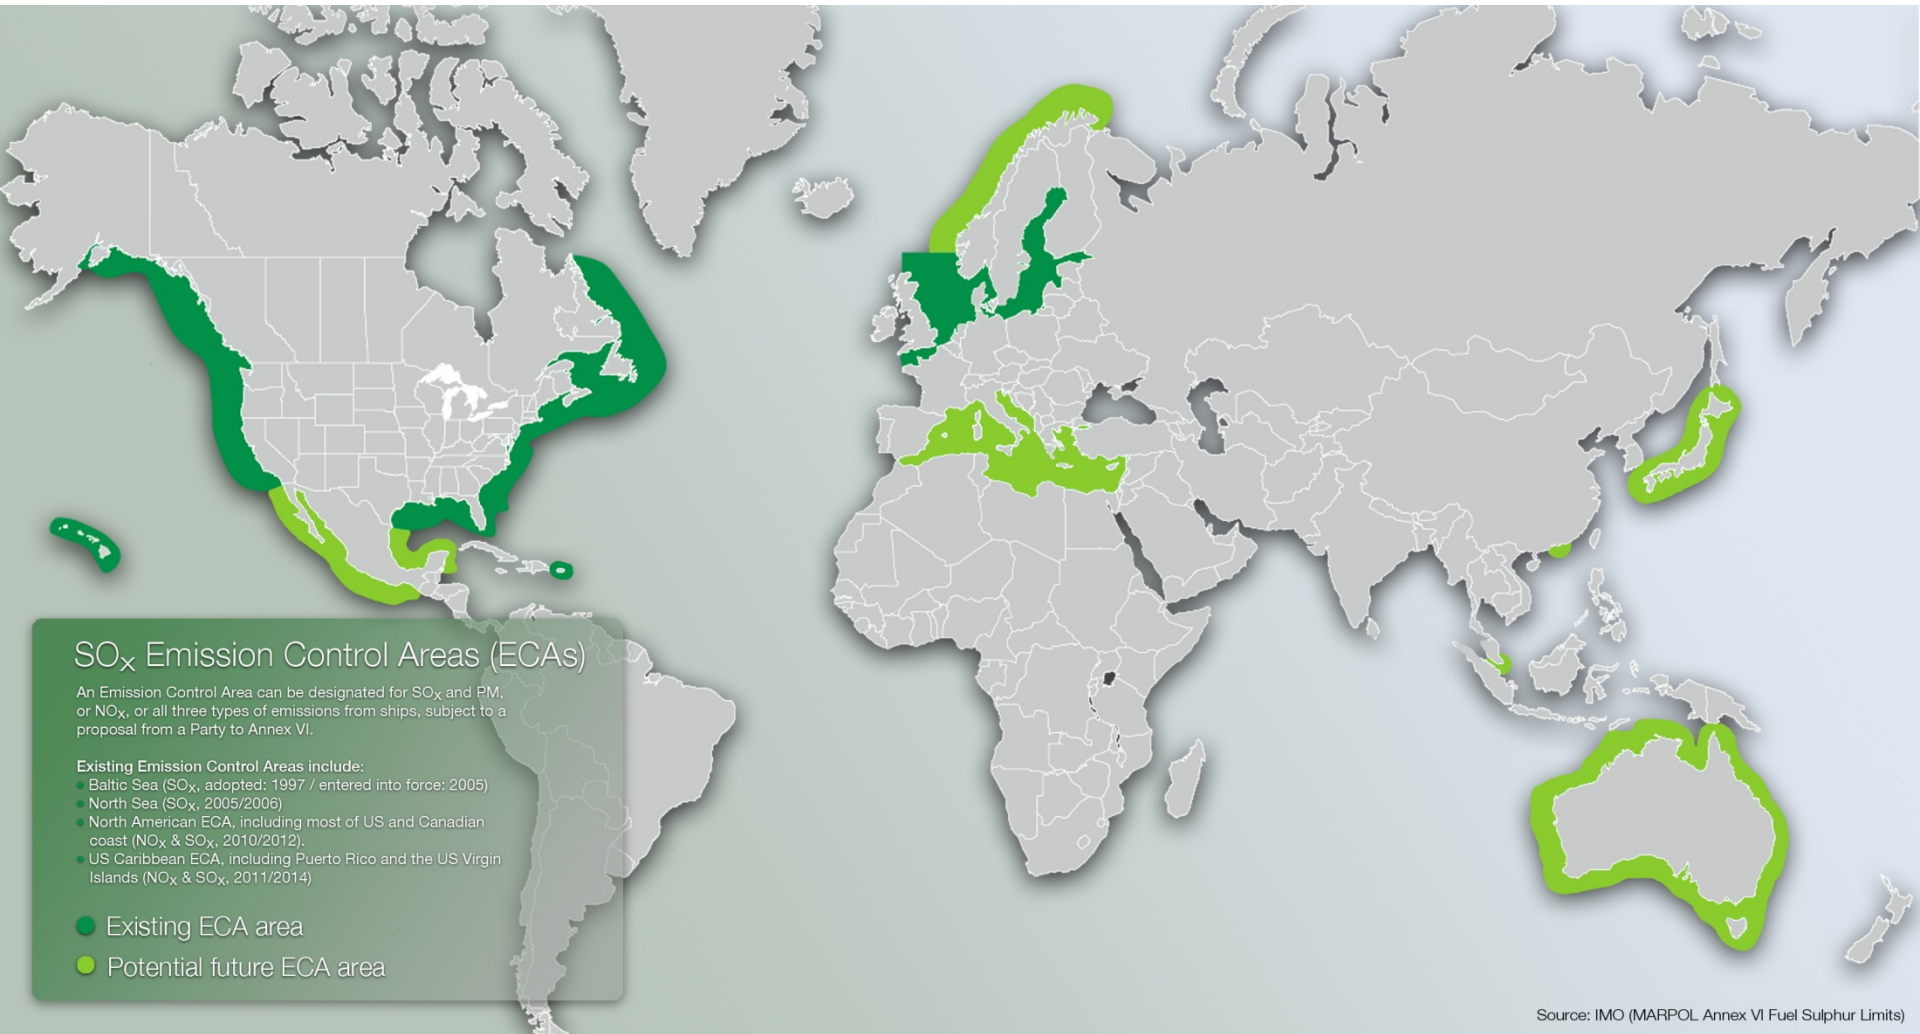 SOx Emission Control Areas (ECAs)
An Emission Control Area can be designated for SOx and PM,
or NOx, or all three types of emissions from ships, subject to a
proposal from a Party to Annex VI.
Existing Emission Control Areas include:
• Baltic Sea (SOx, adopted: 1997 / entered into force: 2005)
• North Sea (SOx, 2005/2006)
• North American ECA, including most of US and Canadian
coast (NOx & SOx, 2010/2012).
• US Caribbean ECA, including Puerto Rico and the US Virgin
Islands (NOx & SOx, 2011/2014)
Existing ECA area
Potential future ECA area
Source: IMO (MARPOL Annex VI Fuel Sulphur Limits)